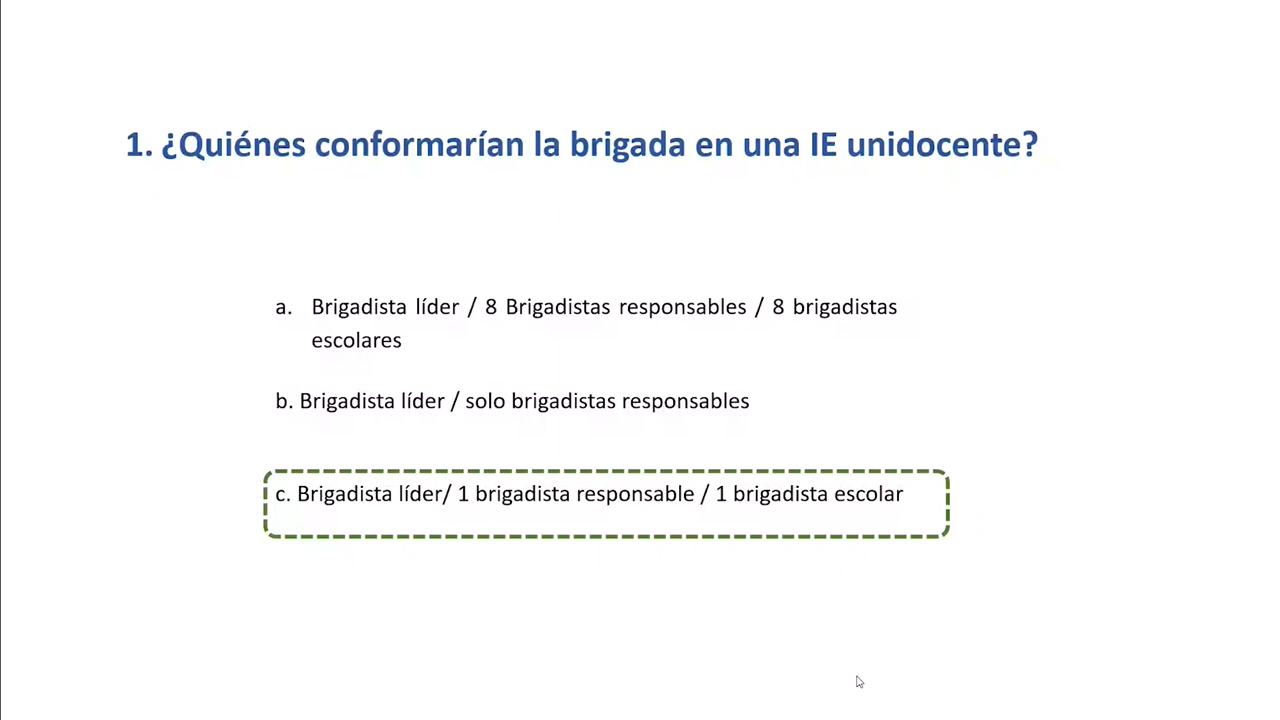 1. ¿Quiénes conformarían la brigada en una IE unidocente?
a. Brigadista líder / 8 Brigadistas responsables / 8 brigadistas
escolares
b. Brigadista líder / solo brigadistas responsables
c. Brigadista líder/ 1 brigadista responsable / 1 brigadista escolar